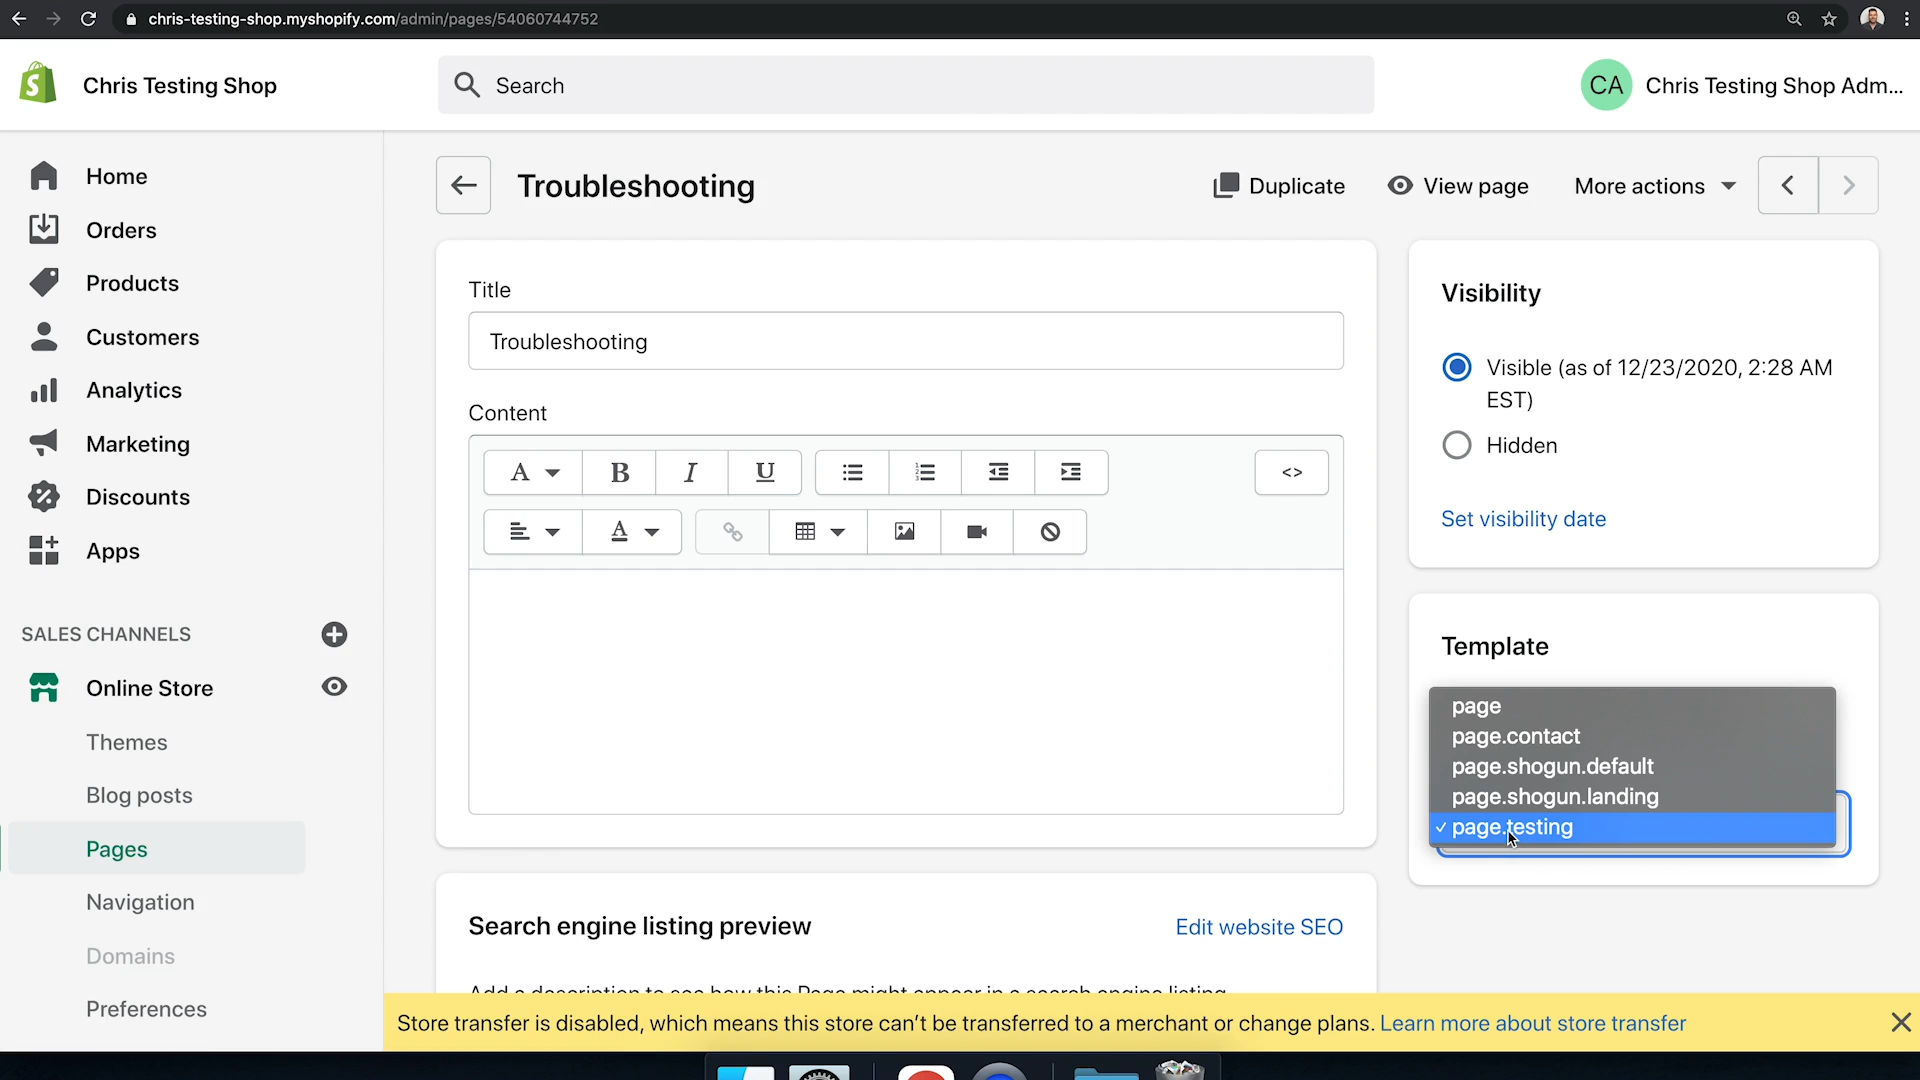 chris-testing-shop.myshopify.com/admin/pages/54060744752
Chris Testing Shop
Search
CA
Chris Testing Shop Adm...
Home
Orders
Products
Customers
Analytics
Marketing
Discounts
Apps
SALES CHANNELS
Online Store
Themes
Blog posts
Pages
Navigation
Domains
Preferences
Troubleshooting
Duplicate
View page
More actions
Title
Troubleshooting
Content
A
B
I
U
<>
A
Visibility
Visible (as of 12/23/2020, 2:28 AM
EST)
Hidden
Set visibility date
Template
page
page.contact
page.shogun.default
page.shogun.landing
✓ page.testing
Search engine listing preview
Edit website SEO
Add a description to see how this Page might appear in a search engine listing
Store transfer is disabled, which means this store can't be transferred to a merchant or change plans. Learn more about store transfer